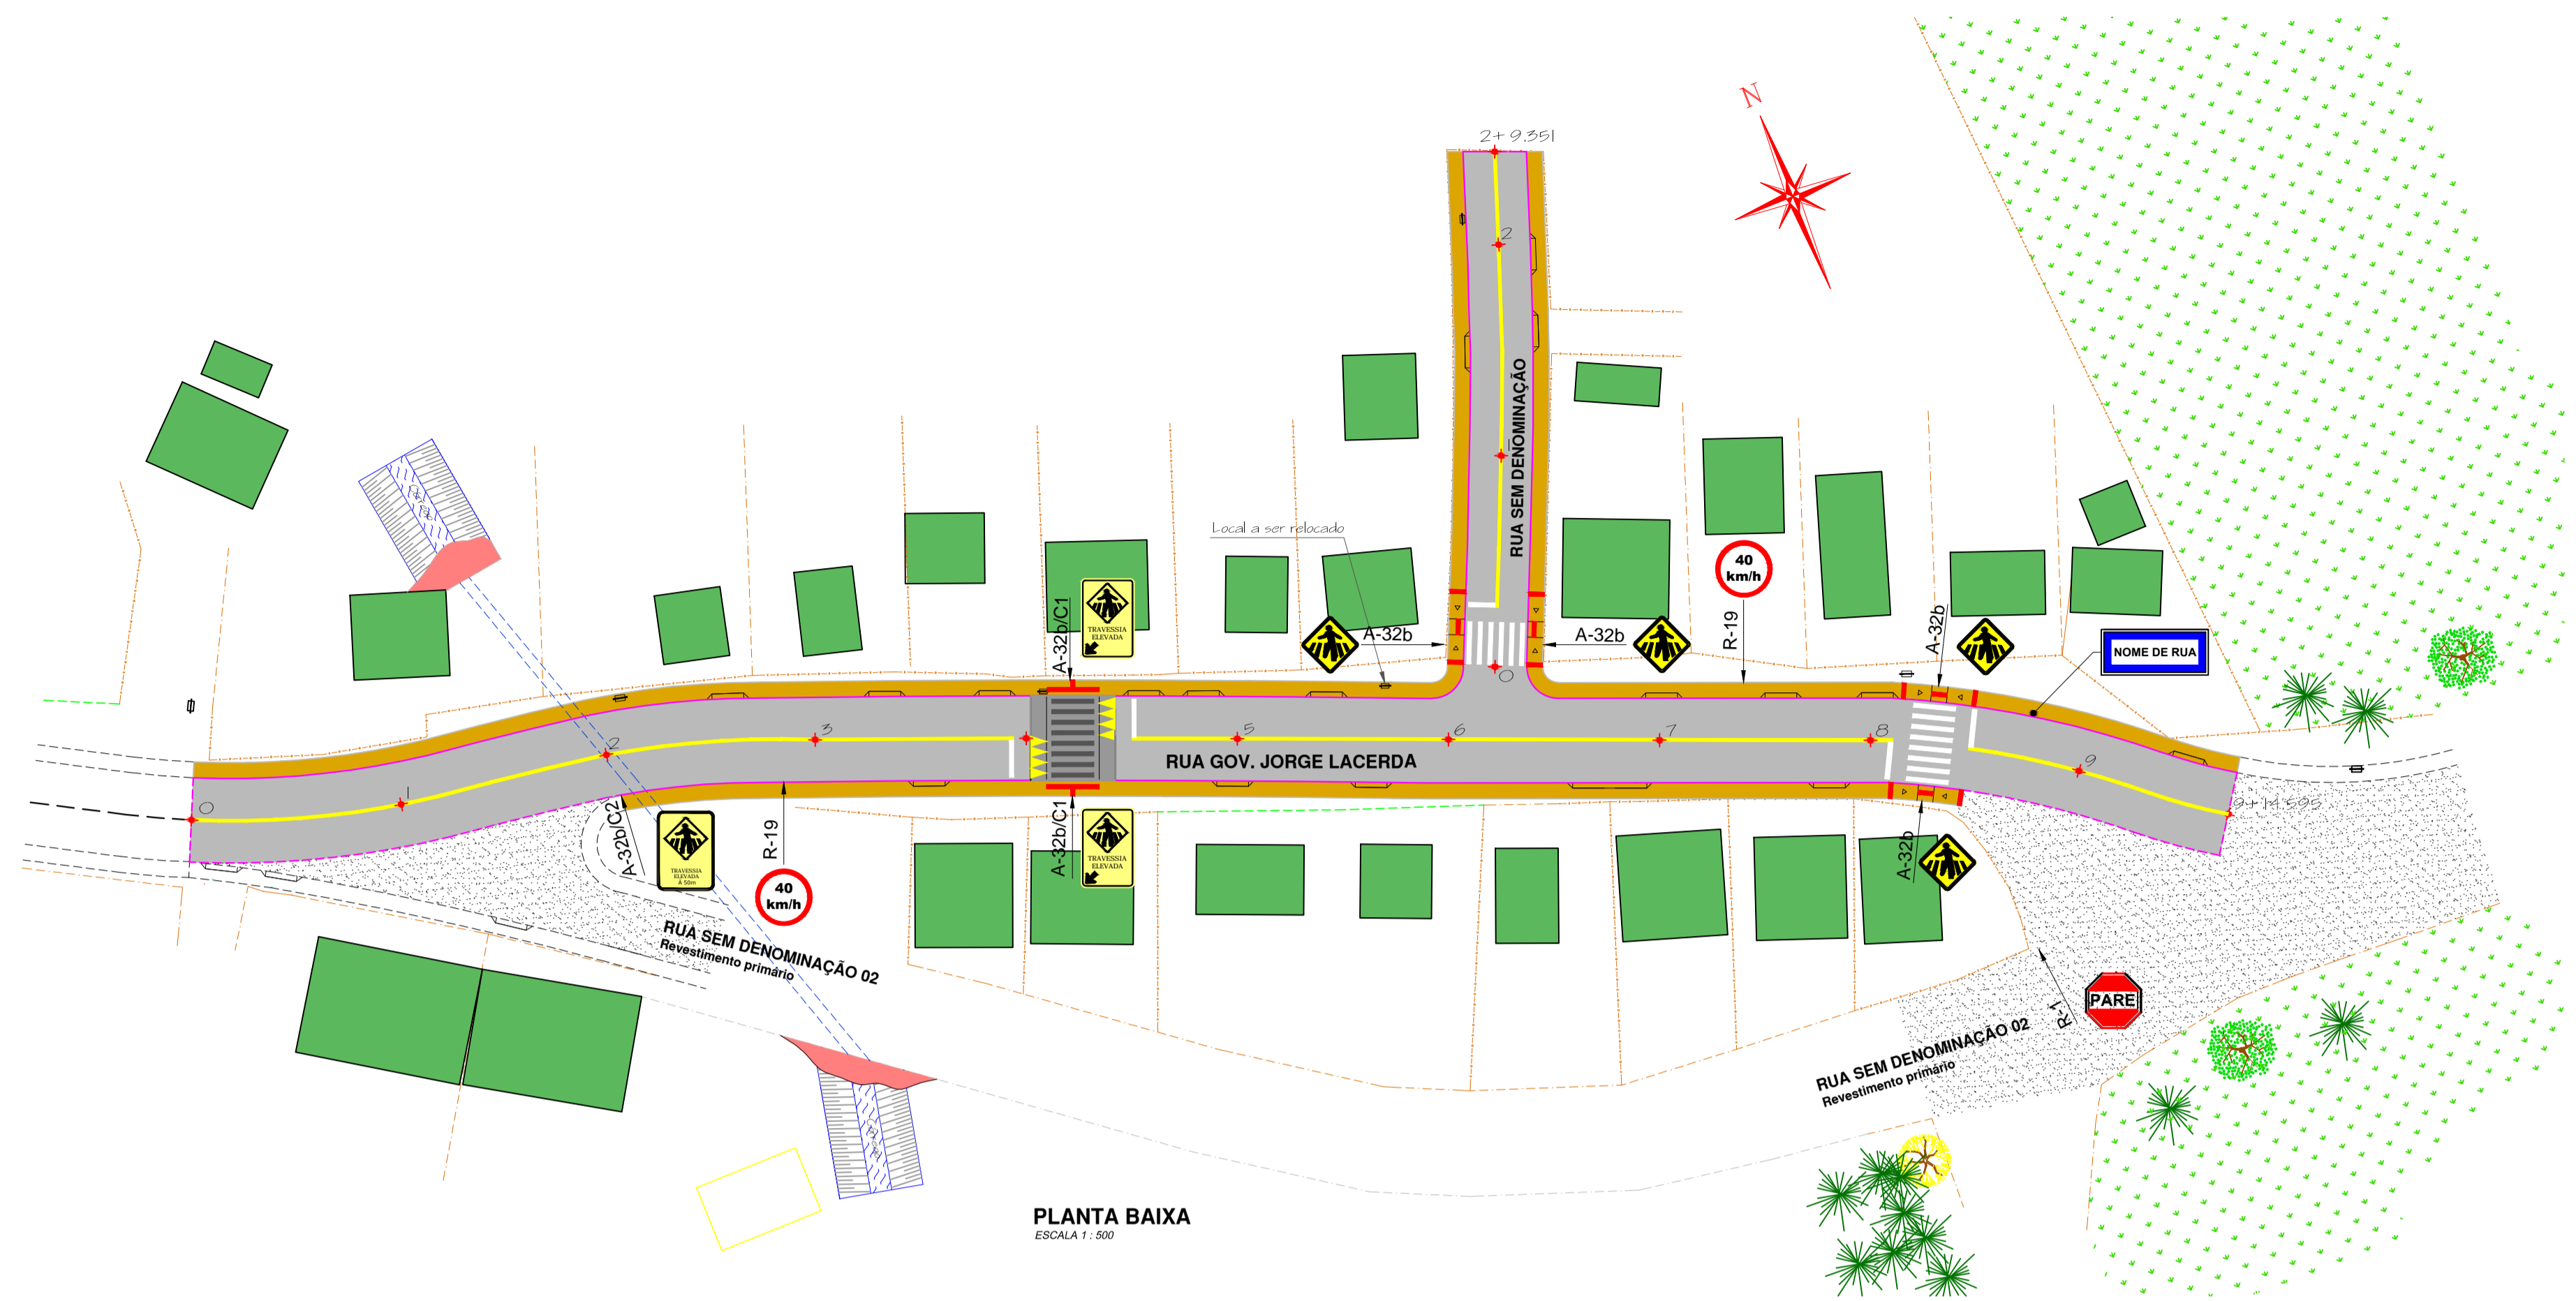 N
2+ 9.351
2
1
RUA SEM DENOMINAÇÃO
0
Local a ser relocado
A-32b/C1
TRAVESSIA
ELEVADA
A-32b
A-32b
40
km/h
R-19
A-32b
NOME DE RUA
0
1
2
3
5
6
7
8
9
9+14.595
RUA GOV. JORGE LACERDA
A-32b/C2
TRAVESSIA
ELEVADA
À 50m
R-19
40
km/h
A-32b/C1
TRAVESSIA
ELEVADA
A-32b
RUA SEM DENOMINAÇÃO 02
Revestimento primário
R-1
PARE
RUA SEM DENOMINAÇÃO 02
Revestimento primário
PLANTA BAIXA
ESCALA 1 : 500